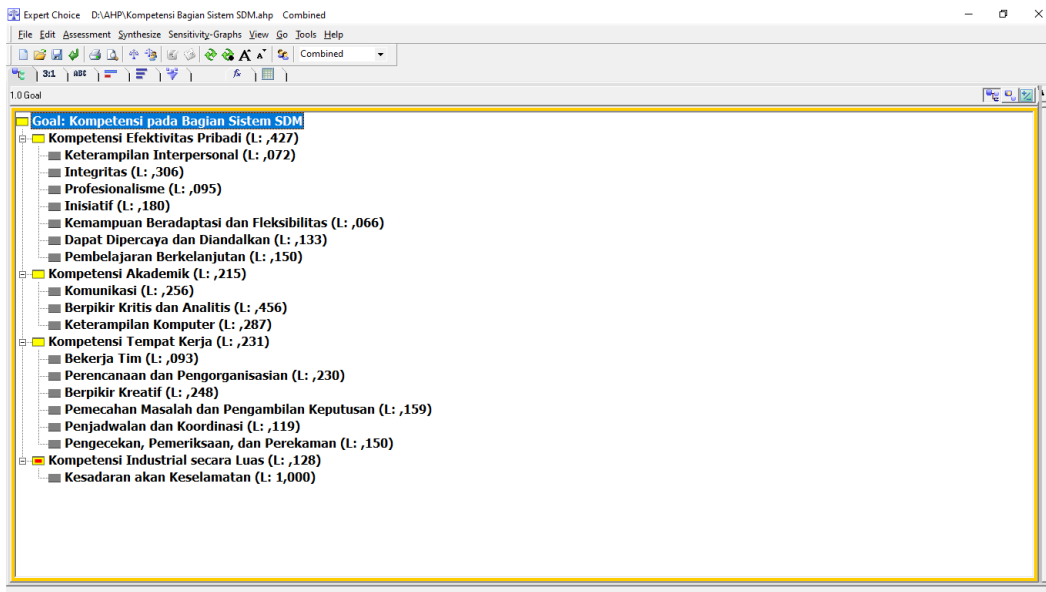 Expert Choice D:\AHP\Kompetensi Bagian Sistem SDM.ahp Combined
File Edit Assessment Synthesize Sensitivity-Graphs View Go Tools Help
Combined
3:1 ABC fx
1.0 Goal
Goal: Kompetensi pada Bagian Sistem SDM
Kompetensi Efektivitas Pribadi (L: ,427)
Keterampilan Interpersonal (L: ,072)
Integritas (L: ,306)
Profesionalisme (L: ,095)
Inisiatif (L: ,180)
Kemampuan Beradaptasi dan Fleksibilitas (L: ,066)
Dapat Dipercaya dan Diandalkan (L: ,133)
Pembelajaran Berkelanjutan (L: ,150)
Kompetensi Akademik (L: ,215)
Komunikasi (L: ,256)
Berpikir Kritis dan Analitis (L: ,456)
Keterampilan Komputer (L: ,287)
Kompetensi Tempat Kerja (L: ,231)
Bekerja Tim (L: ,093)
Perencanaan dan Pengorganisasian (L: ,230)
Berpikir Kreatif (L: ,248)
Pemecahan Masalah dan Pengambilan Keputusan (L: ,159)
Penjadwalan dan Koordinasi (L: ,119)
Pengecekan, Pemeriksaan, dan Perekaman (L: ,150)
Kompetensi Industrial secara Luas (L: ,128)
Kesadaran akan Keselamatan (L: 1,000)